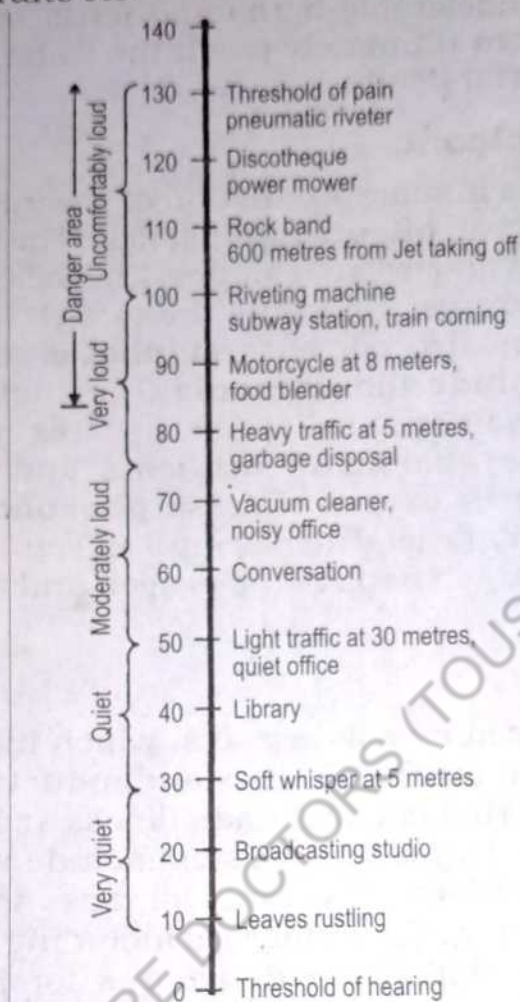 140
130 Threshold of pain
pneumatic riveter
120 Discotheque
power mower
110 Rock band
600 metres from Jet taking off
100 Riveting machine
subway station, train coming
90 Motorcycle at 8 meters,
food blender
80 Heavy traffic at 5 metres,
garbage disposal
70 Vacuum cleaner,
noisy office
60 Conversation
50 Light traffic at 30 metres,
quiet office
40 Library
30 Soft whisper at 5 metres
20 Broadcasting studio
10 Leaves rustling
0 Threshold of hearing
Danger area
Uncomfortably loud
Very loud
Moderately loud
Quiet
Very quiet
RE DOCTORS (TOUS